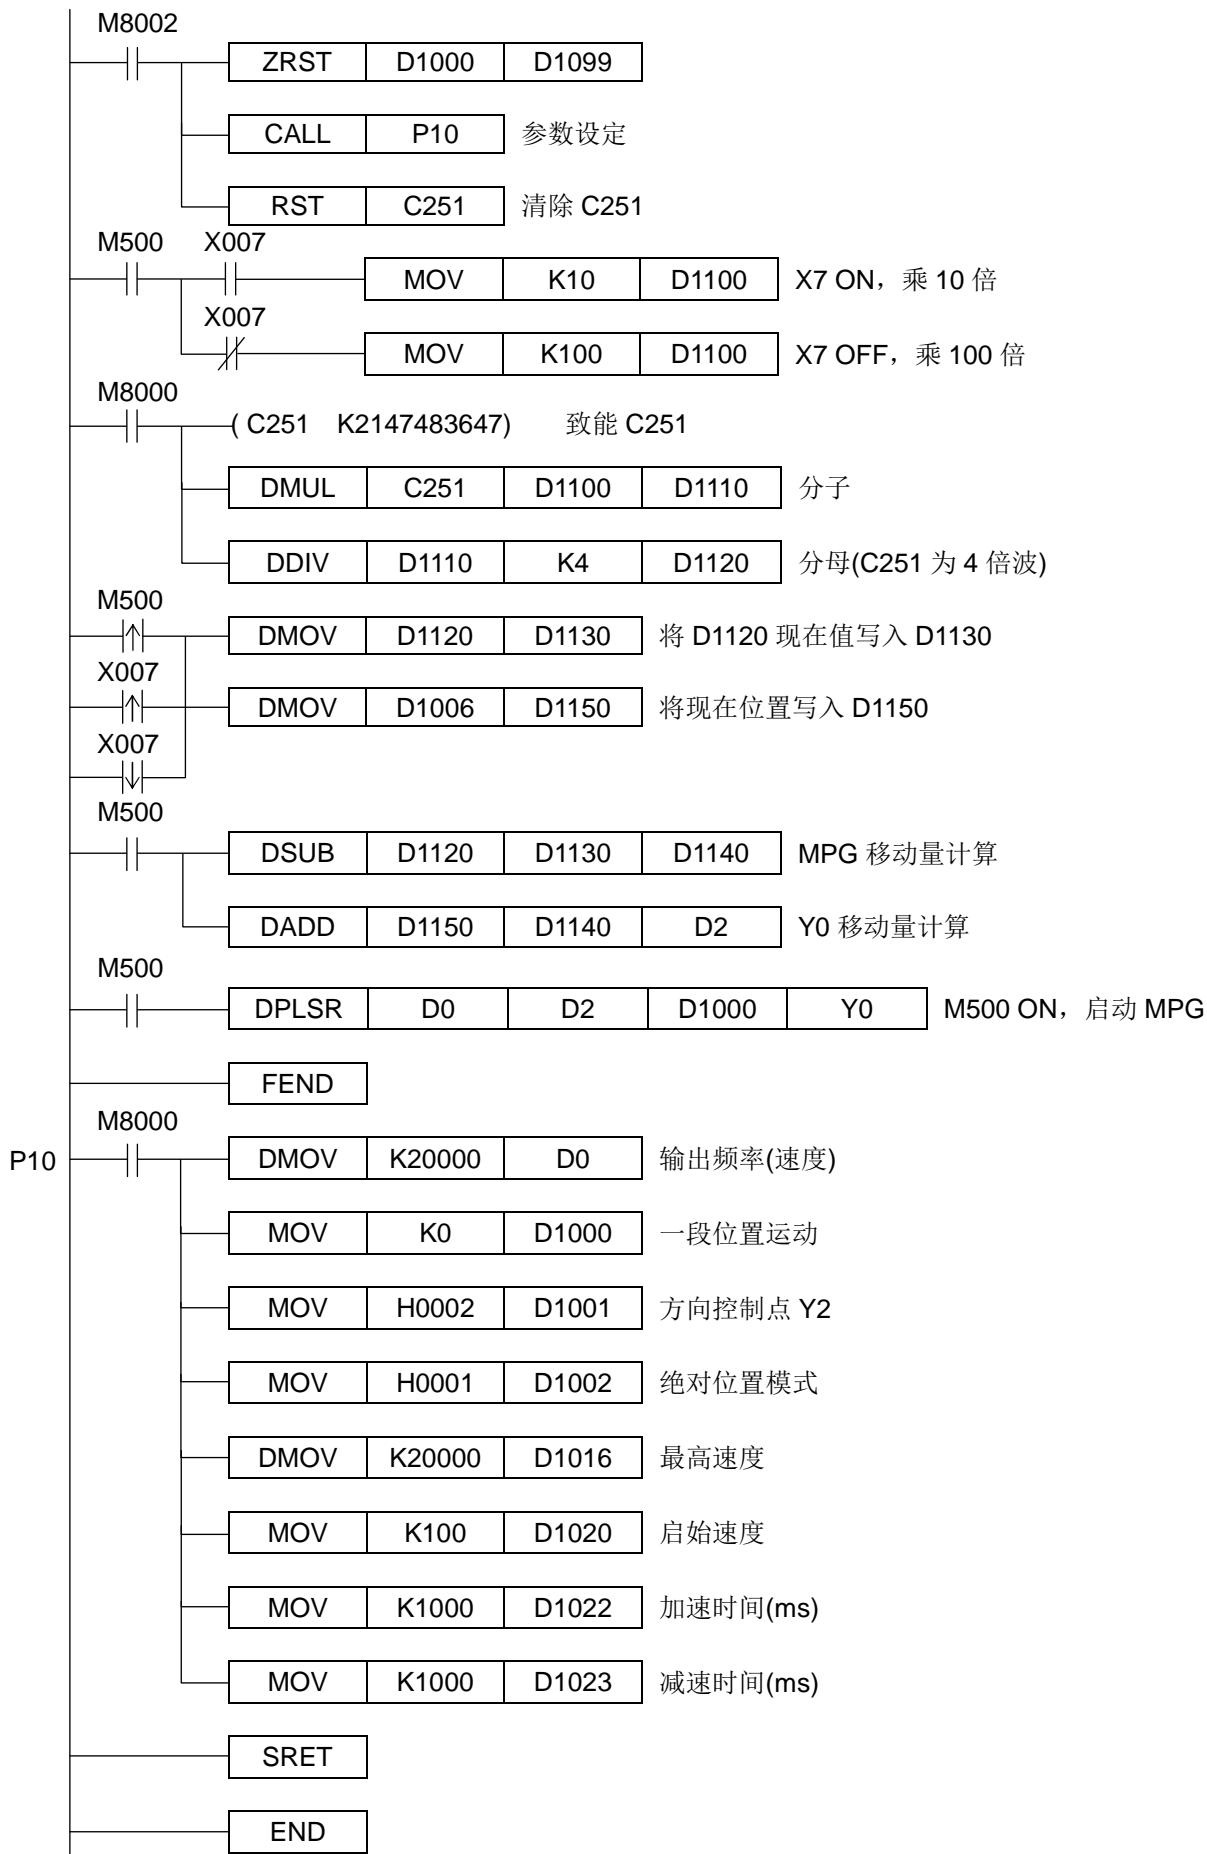 M8002
ZRST D1000 D1099
CALL P10 参数设定
RST C251 清除 C251
M500 X007
MOV K10 D1100 X7 ON，乘 10 倍
X007
MOV K100 D1100 X7 OFF，乘 100 倍
M8000
( C251 K2147483647) 致能 C251
DMUL C251 D1100 D1110 分子
DDIV D1110 K4 D1120 分母(C251 为 4 倍波)
M500
DMOV D1120 D1130 将 D1120 现在值写入 D1130
X007
DMOV D1006 D1150 将现在位置写入 D1150
X007
M500
DSUB D1120 D1130 D1140 MPG 移动量计算
DADD D1150 D1140 D2 Y0 移动量计算
M500
DPLSR D0 D2 D1000 Y0 M500 ON，启动 MPG
FEND
M8000
P10 DMOV K20000 D0 输出频率(速度)
MOV K0 D1000 一段位置运动
MOV H0002 D1001 方向控制点 Y2
MOV H0001 D1002 绝对位置模式
DMOV K20000 D1016 最高速度
MOV K100 D1020 启始速度
MOV K1000 D1022 加速时间(ms)
MOV K1000 D1023 减速时间(ms)
SRET
END